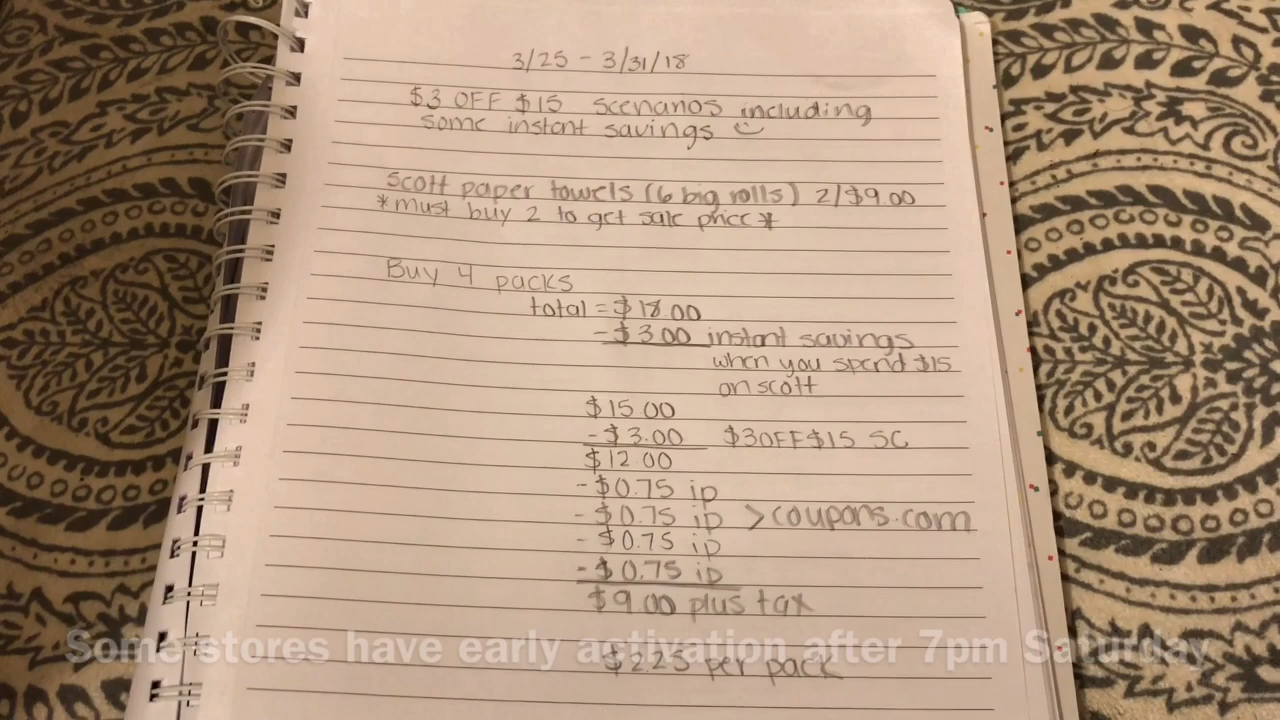 3/25 - 3/31/18
$3 OFF $15 scenarios including
some instant savings
Scott paper towels (6 big rolls) 2/$9.00
*must buy 2 to get sale price*
Buy 4 packs
total = $18.00
- $3.00 instant savings
when you spend $15
on scott
$15.00
- $3.00 $3OFF$15 SC
$12.00
- $0.75 ip
- $0.75 ip >coupons.com
- $0.75 ip
- $0.75 ip
$9.00 plus tax
Some stores have early activation after 7pm Saturday
$2.25 per pack